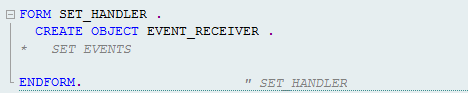 FORM SET_HANDLER .
CREATE OBJECT EVENT_RECEIVER .
* SET EVENTS
ENDFORM. " SET_HANDLER